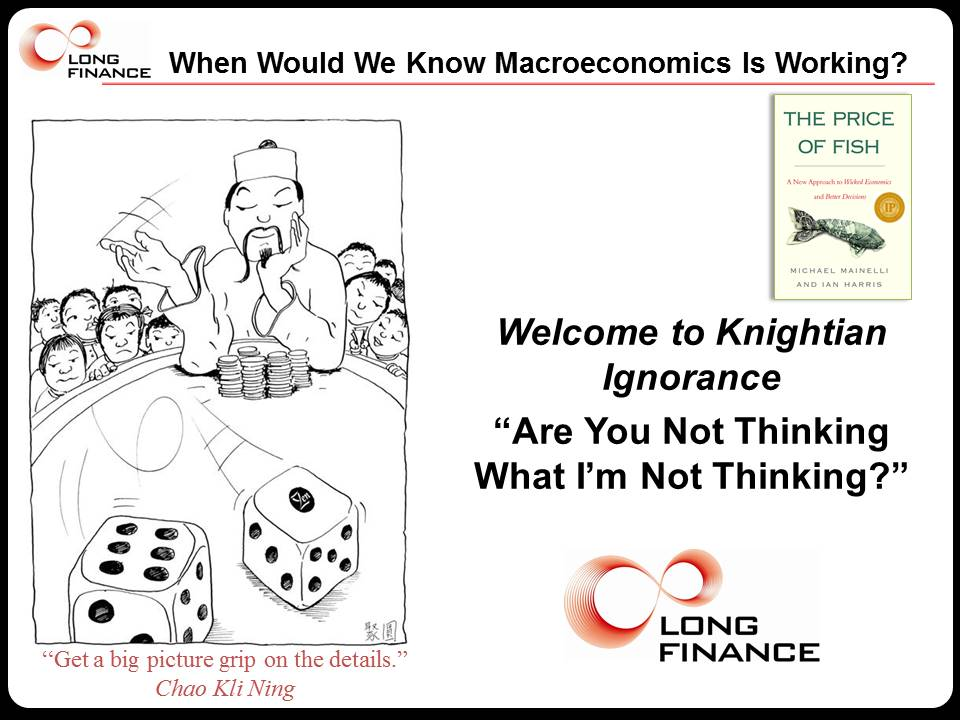 LONG
FINANCE
When Would We Know Macroeconomics Is Working?
THE PRICE
OF FISH
A New Approach to Wicked Economics
and Better Decisions
IP
MICHAEL MAINELLI
AND IAN HARRIS
Welcome to Knightian
Ignorance
“Are You Not Thinking
What I’m Not Thinking?”
“Get a big picture grip on the details.”
Chao Kli Ning
LONG
FINANCE